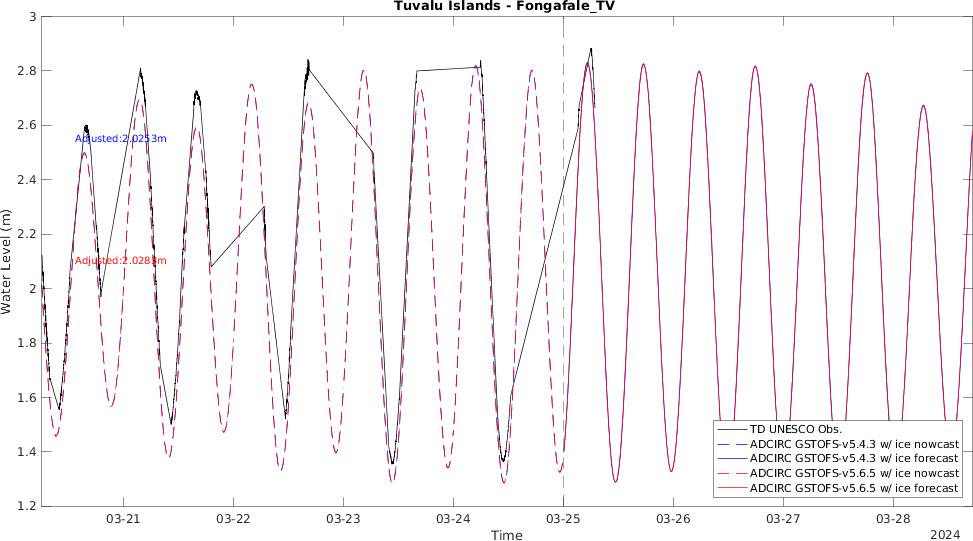 Tuvalu Islands - Fongafale_TV
3
2.8
2.6
2.4
2.2
2
1.8
1.6
1.4
1.2
Water Level (m)
Adjusted:2.0253m
Adjusted:2.0283m
TD UNESCO Obs.
ADCIRC GSTOFS-v5.4.3 w/ ice nowcast
ADCIRC GSTOFS-v5.4.3 w/ ice forecast
ADCIRC GSTOFS-v5.6.5 w/ ice nowcast
ADCIRC GSTOFS-v5.6.5 w/ ice forecast
03-21 03-22 03-23 03-24 03-25 03-26 03-27 03-28
Time
2024